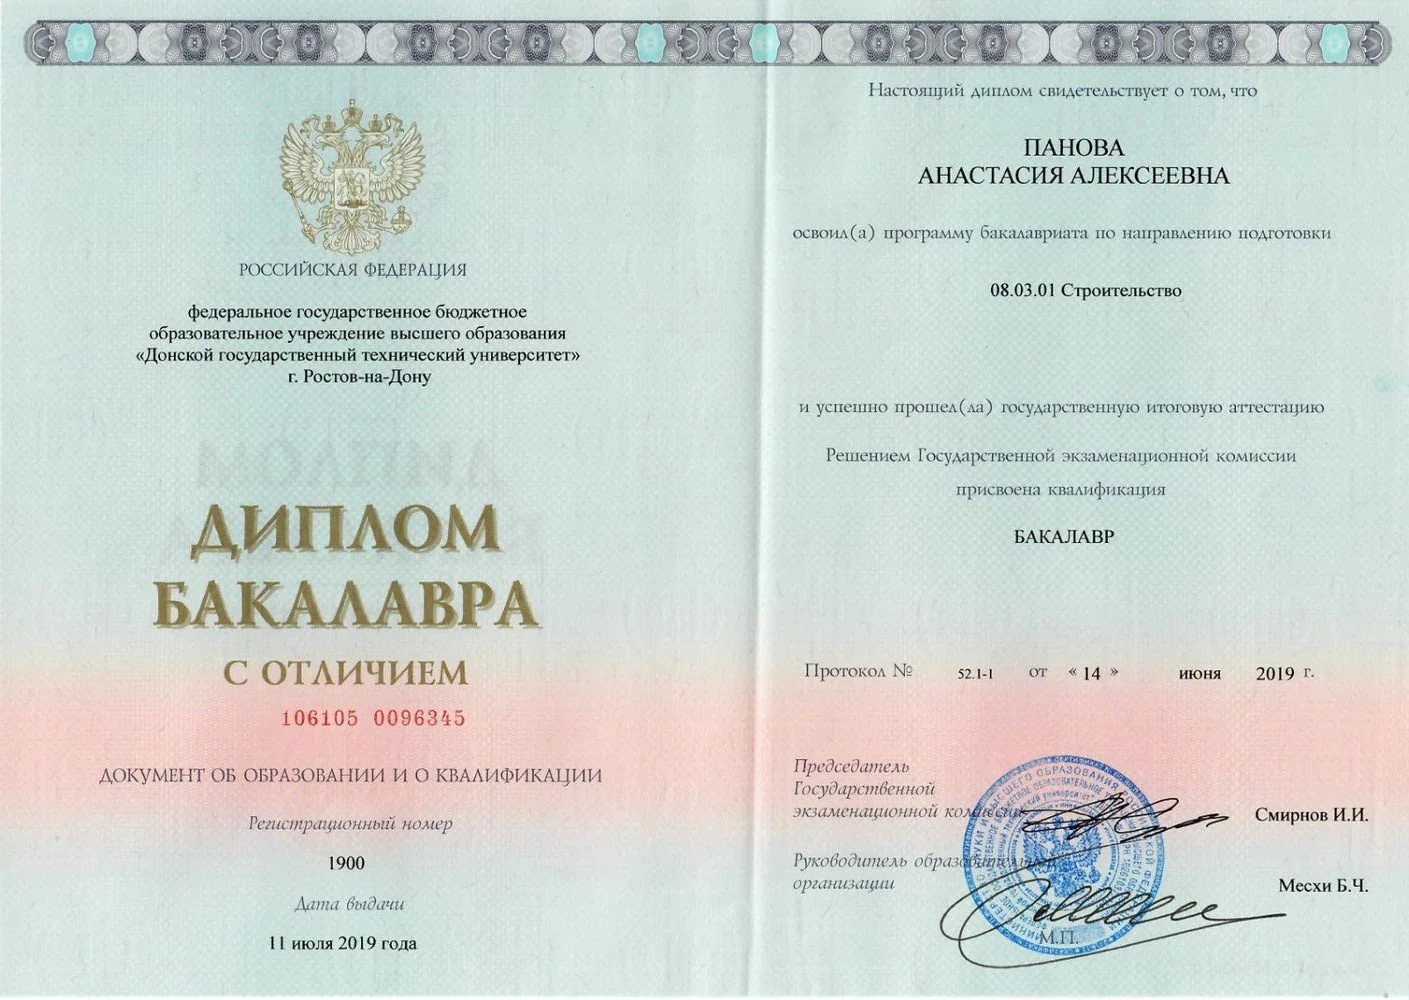 РОССИЙСКАЯ ФЕДЕРАЦИЯ
федеральное государственное бюджетное
образовательное учреждение высшего образования
«Донской государственный технический университет»
г. Ростов-на-Дону
ДИПЛОМ
БАКАЛАВРА
С ОТЛИЧИЕМ
106105 0096345
ДОКУМЕНТ ОБ ОБРАЗОВАНИИ И О КВАЛИФИКАЦИИ
Регистрационный номер
1900
Дата выдачи
11 июля 2019 года
Настоящий диплом свидетельствует о том, что
ПАНОВА
АНАСТАСИЯ АЛЕКСЕЕВНА
освоил(а) программу бакалавриата по направлению подготовки
08.03.01 Строительство
и успешно прошел(ла) государственную итоговую аттестацию
Решением Государственной экзаменационной комиссии
присвоена квалификация
БАКАЛАВР
Протокол № 52.1-1 от « 14 » июня 2019 г.
Председатель
Государственной
экзаменационной комиссии Смирнов И.И.
Руководитель образовательной
организации Месхи Б.Ч.
М.П.